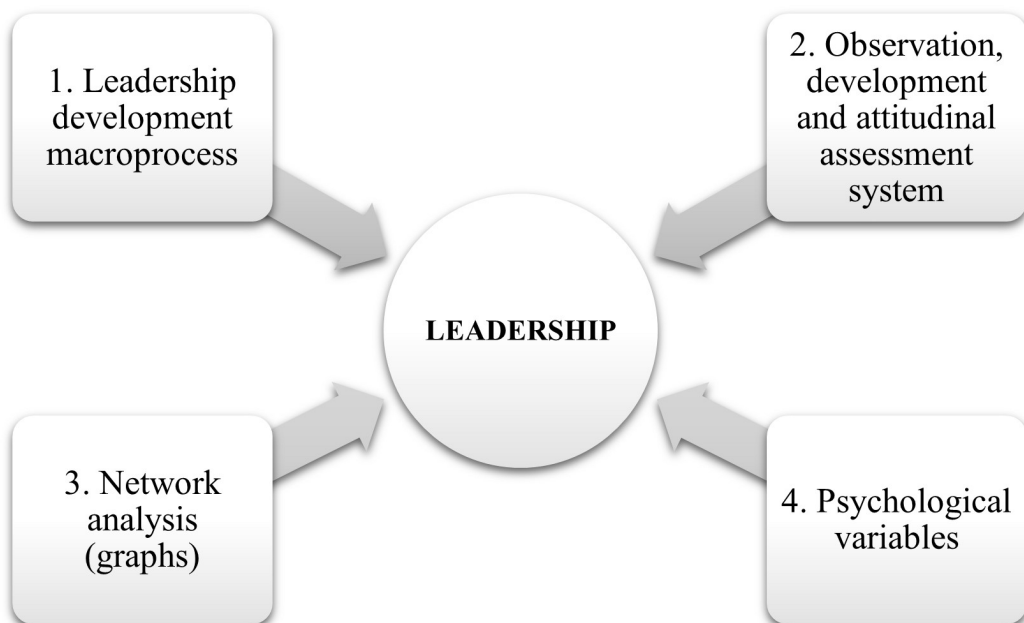 1. Leadership
development
macroprocess
2. Observation,
development
and attitudinal
assessment
system
LEADERSHIP
3. Network
analysis
(graphs)
4. Psychological
variables